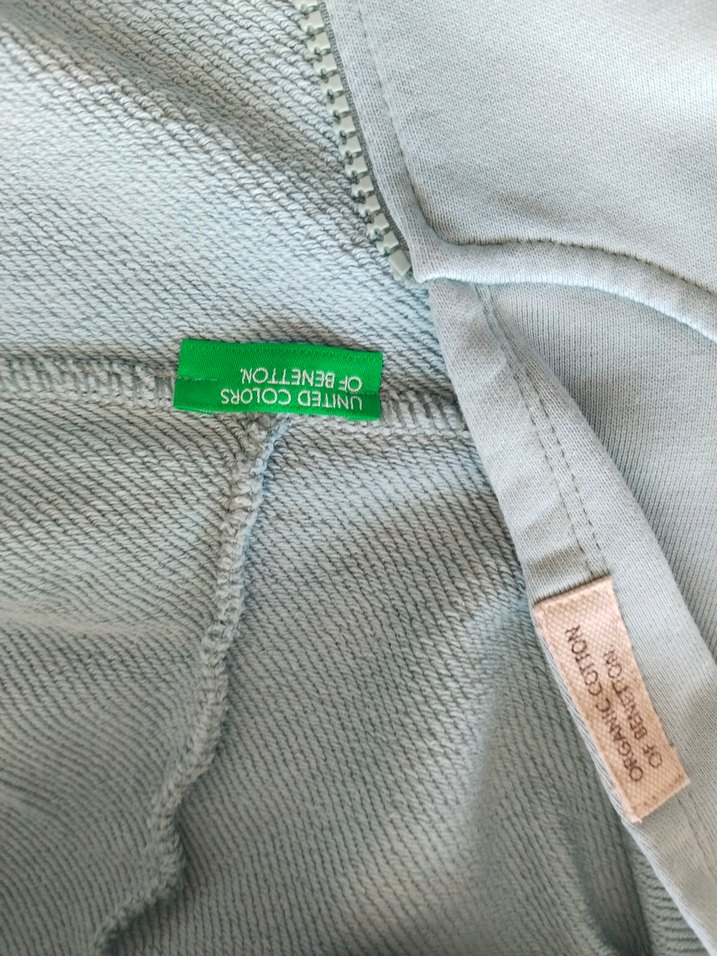 UNITED COLORS
OF BENETTON.
ORGANIC COTTON
OF BENETTON.